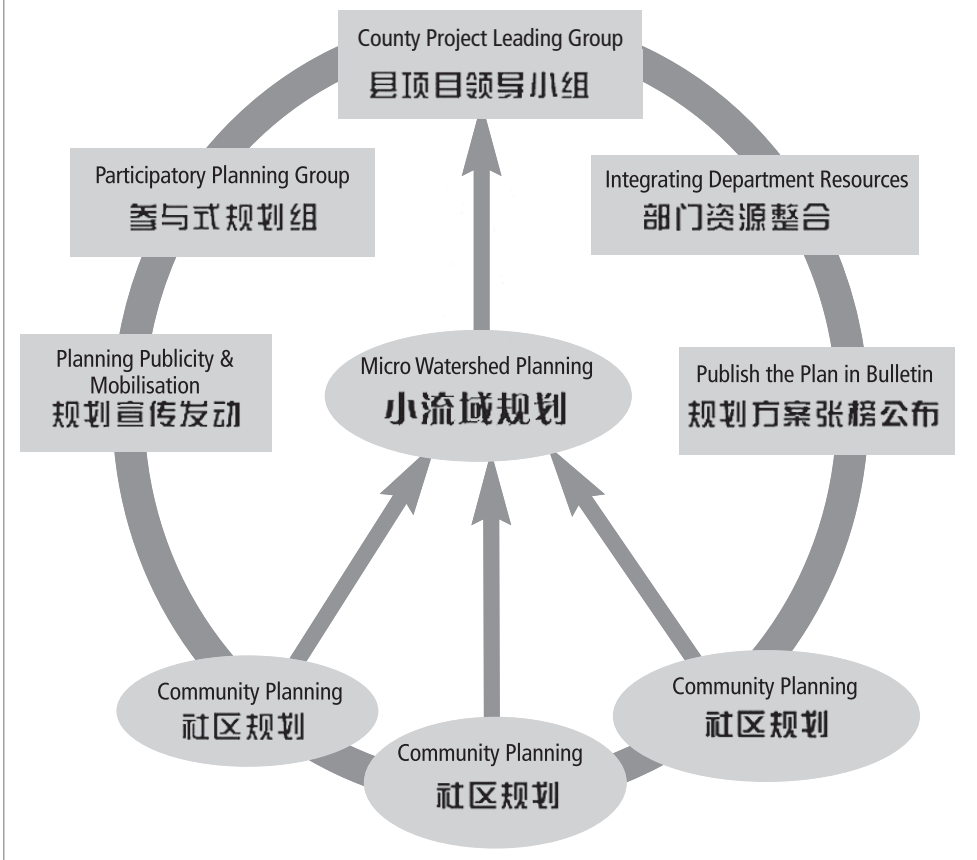 County Project Leading Group
县项目领导小组
Participatory Planning Group
参与式规划组
Integrating Department Resources
部门资源整合
Planning Publicity &
Mobilisation
规划宣传发动
Micro Watershed Planning
小流域规划
Publish the Plan in Bulletin
规划方案张榜公布
Community Planning
社区规划
Community Planning
社区规划
Community Planning
社区规划